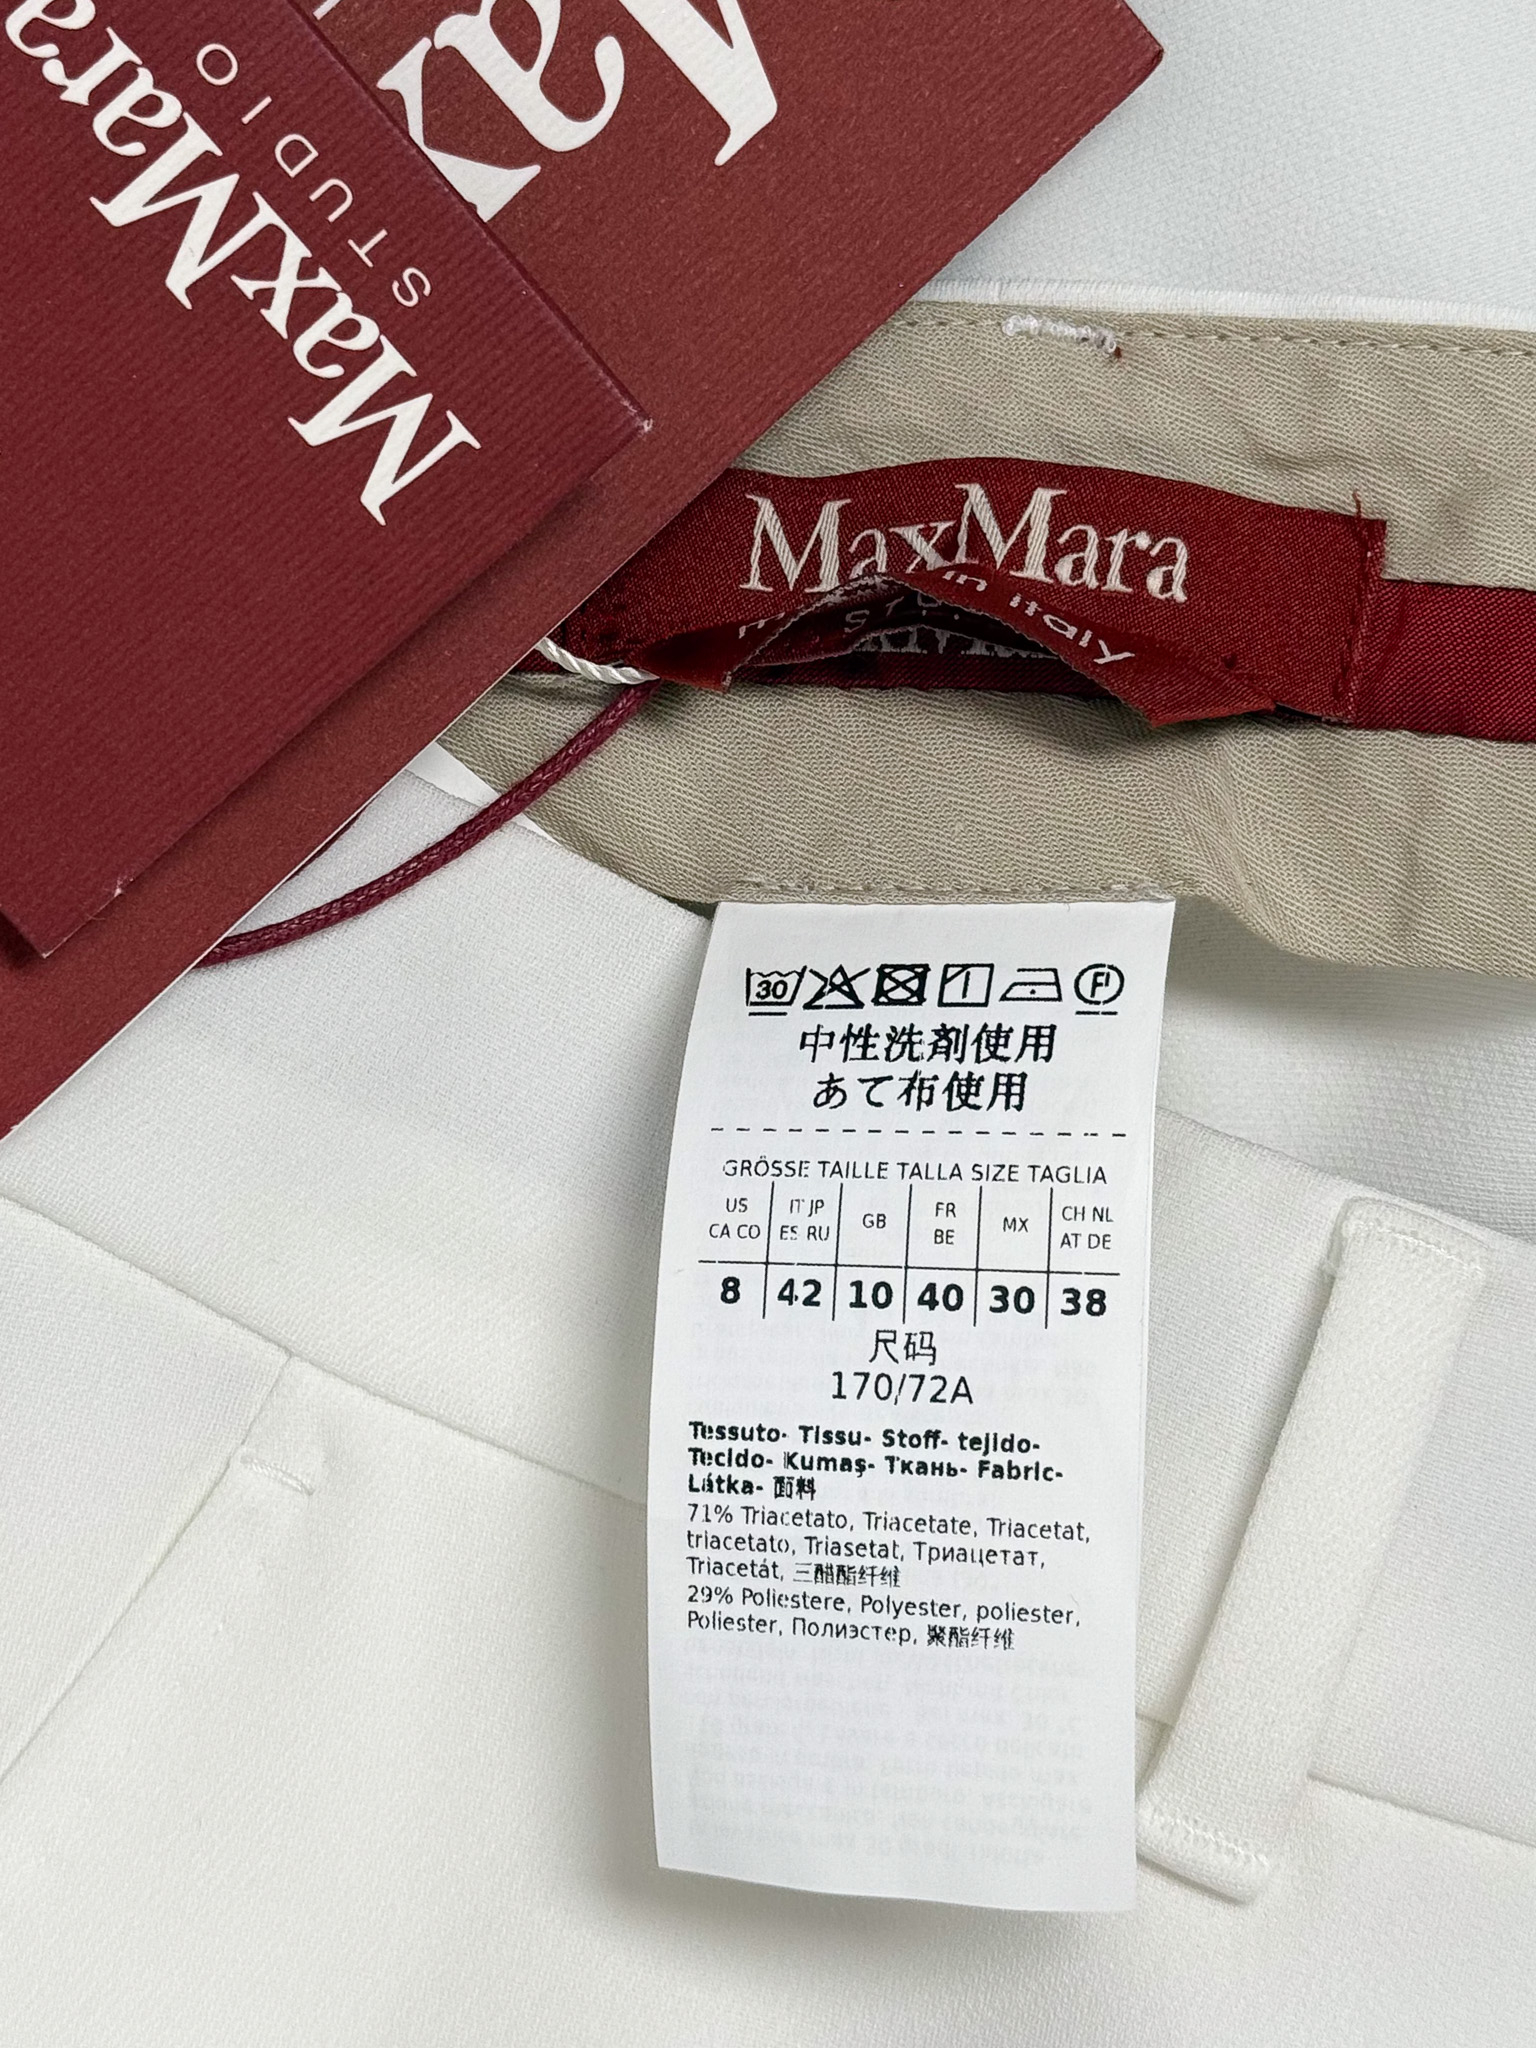 MaxMara
STUDIO
MaxMara
in italy
30
中性洗剤使用
あて布使用
GRÖSSE TAILLE TALLA SIZE TAGLIA
US CA CO IT JP ES RU GB FR BE MX CH NL AT DE
8 42 10 40 30 38
尺码
170/72A
Tessuto- Tissu- Stoff- tejido-
Tecido- Kumaş- Ткань- Fabric-
Látka- 面料
71% Triacetato, Triacetate, Triacetat,
triacetato, Triasetat, Триацетат,
Triacetát, 三醋酯纤维
29% Poliestere, Polyester, poliester,
Poliester, Полиэстер, 聚酯纤维